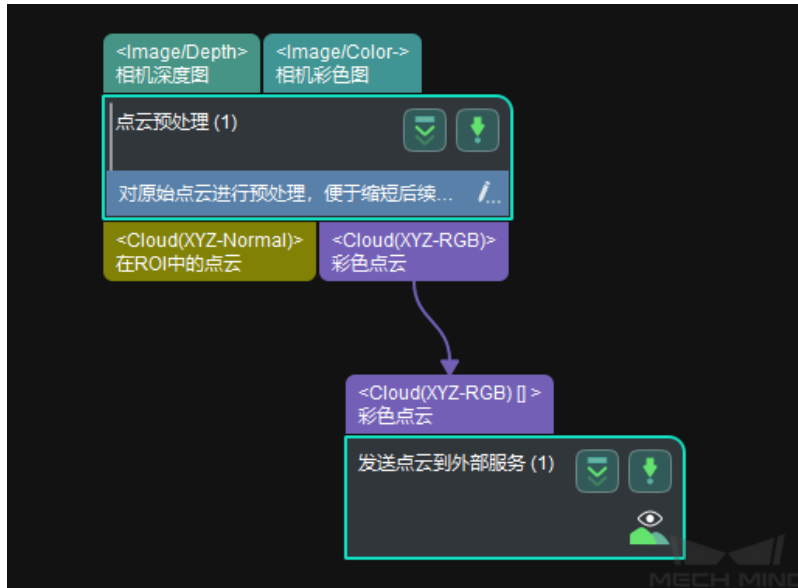 <Image/Depth>
相机深度图
<Image/Color->
相机彩色图
点云预处理 (1)
对原始点云进行预处理，便于缩短后续...
<Cloud(XYZ-Normal)>
在ROI中的点云
<Cloud(XYZ-RGB)>
彩色点云
<Cloud(XYZ-RGB) [] >
彩色点云
发送点云到外部服务 (1)
MECH MIND